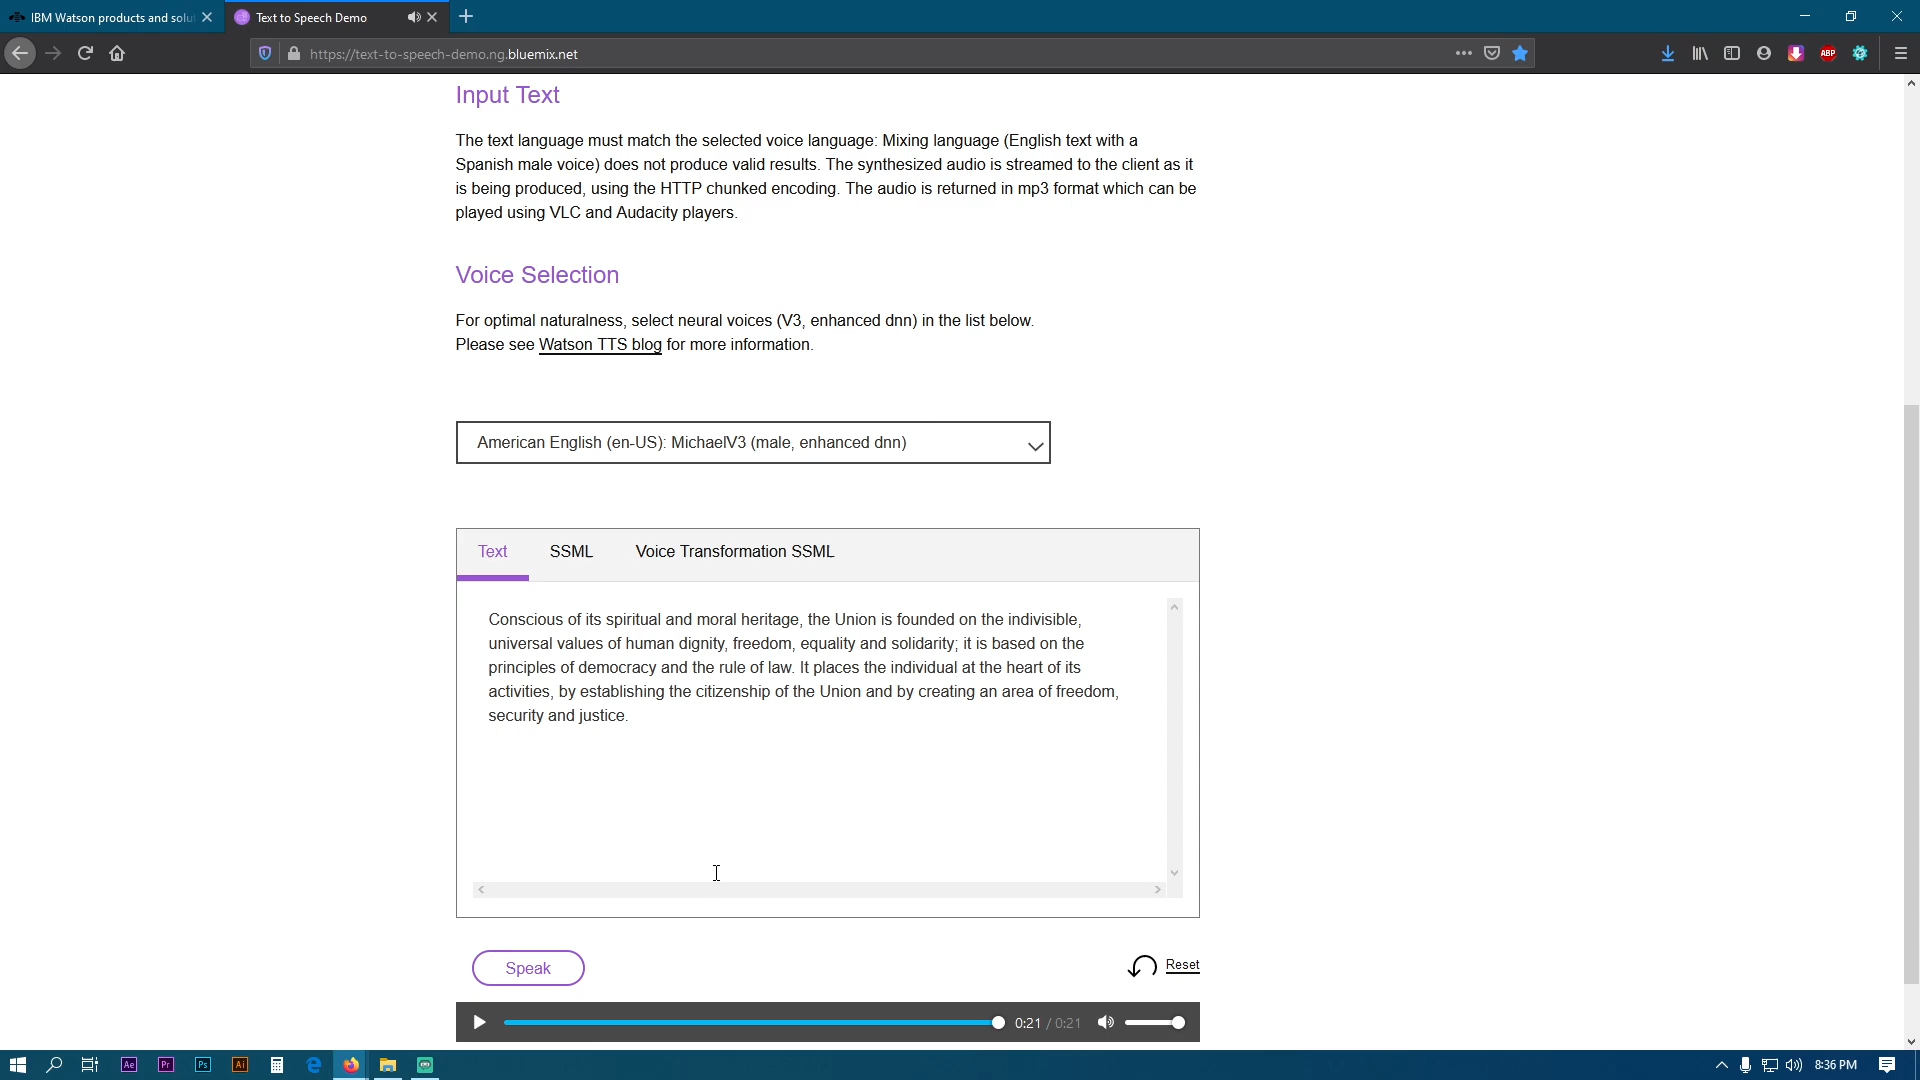 IBM Watson products and solu
Text to Speech Demo
https://text-to-speech-demo.ng.bluemix.net
ABP
Input Text
The text language must match the selected voice language: Mixing language (English text with a
Spanish male voice) does not produce valid results. The synthesized audio is streamed to the client as it
is being produced, using the HTTP chunked encoding. The audio is returned in mp3 format which can be
played using VLC and Audacity players.
Voice Selection
For optimal naturalness, select neural voices (V3, enhanced dnn) in the list below.
Please see Watson TTS blog for more information.
American English (en-US): MichaelV3 (male, enhanced dnn)
Text SSML Voice Transformation SSML
Conscious of its spiritual and moral heritage, the Union is founded on the indivisible,
universal values of human dignity, freedom, equality and solidarity; it is based on the
principles of democracy and the rule of law. It places the individual at the heart of its
activities, by establishing the citizenship of the Union and by creating an area of freedom,
security and justice.
Speak
Reset
0:21 / 0:21
Ae Pr Ps Ai
8:36 PM